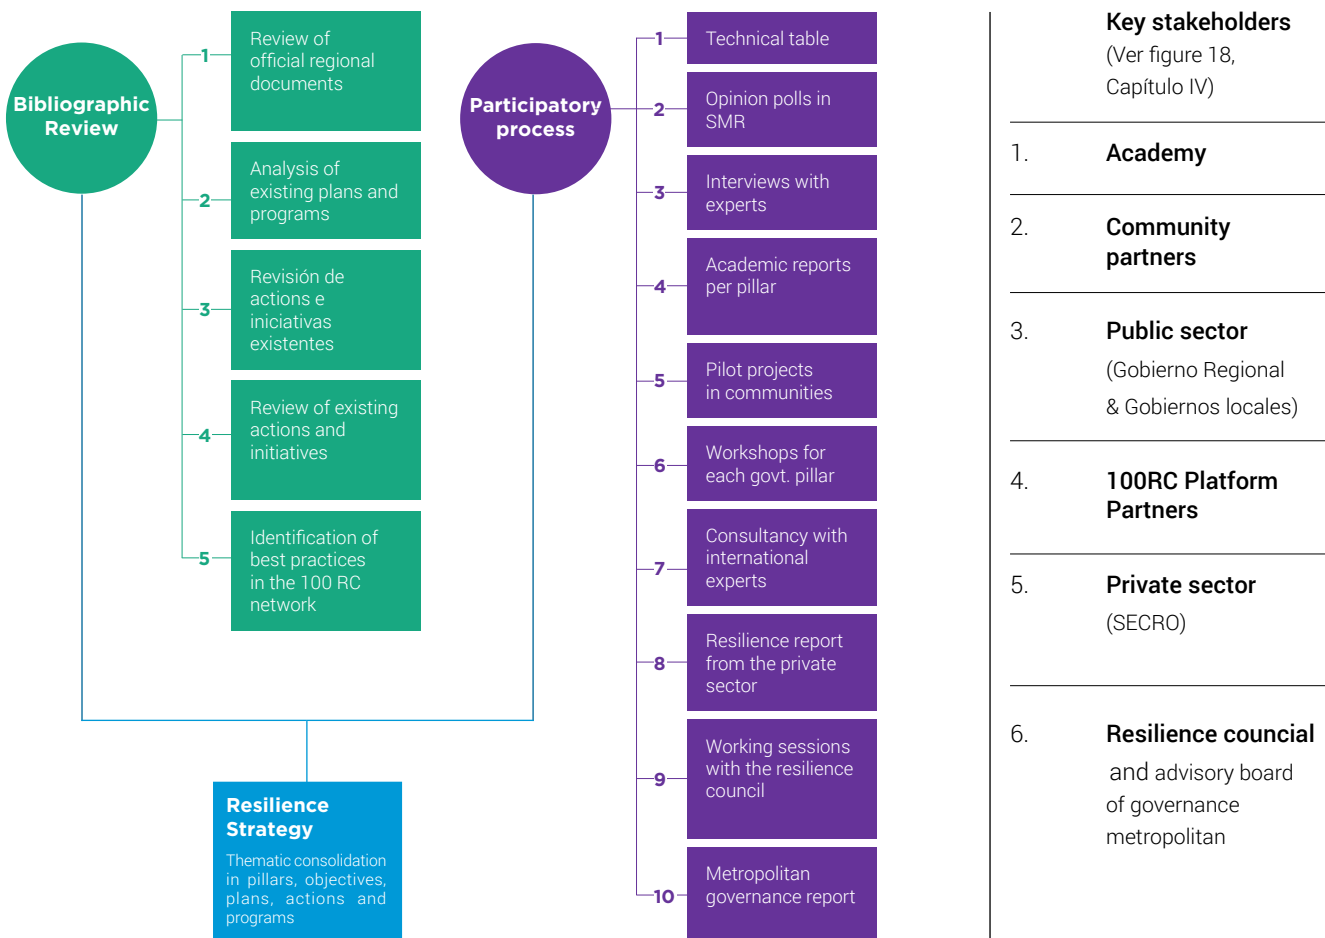 Bibliographic
Review
1
Review of
official regional
documents
2
Analysis of
existing plans and
programs
3
Revisión de
actions e
iniciativas
existentes
4
Review of existing
actions and
initiatives
5
Identification of
best practices
in the 100 RC
network
Resilience
Strategy
Thematic consolidation
in pillars, objectives,
plans, actions and
programs
Participatory
process
1
Technical table
2
Opinion polls in
SMR
3
Interviews with
experts
4
Academic reports
per pillar
5
Pilot projects
in communities
6
Workshops for
each govt. pillar
7
Consultancy with
international
experts
8
Resilience report
from the private
sector
9
Working sessions
with the resilience
council
10
Metropolitan
governance report
Key stakeholders
(Ver figure 18,
Capítulo IV)
1. Academy
2. Community
partners
3. Public sector
(Gobierno Regional
& Gobiernos locales)
4. 100RC Platform
Partners
5. Private sector
(SECRO)
6. Resilience councial
and advisory board
of governance
metropolitan